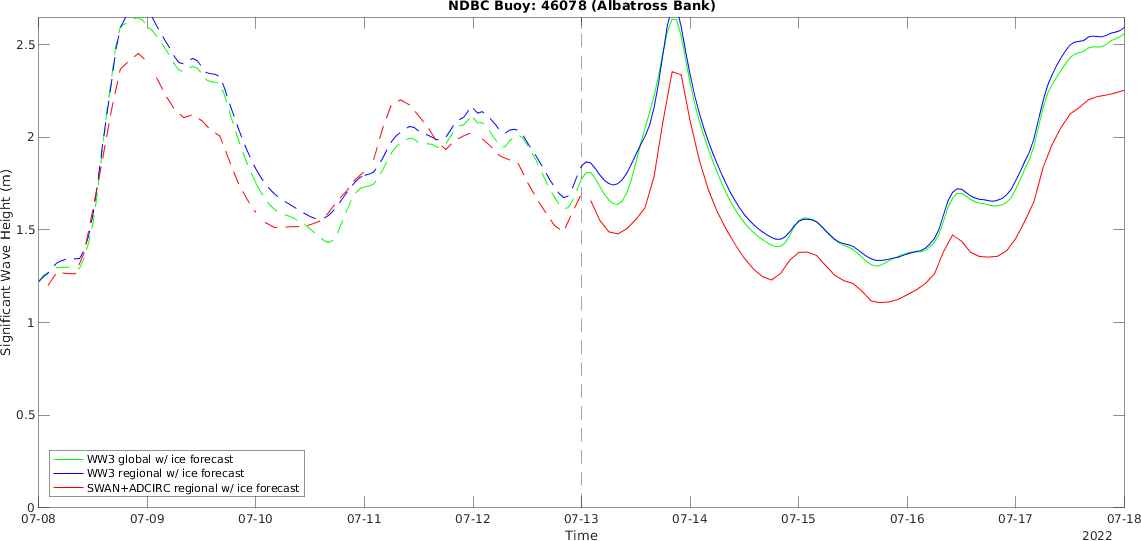 NDBC Buoy: 46078 (Albatross Bank)
2.5
2
1.5
1
0.5
0
Significant Wave Height (m)
WW3 global w/ ice forecast
WW3 regional w/ ice forecast
SWAN+ADCIRC regional w/ ice forecast
07-08 07-09 07-10 07-11 07-12 07-13 07-14 07-15 07-16 07-17 07-18
Time
2022